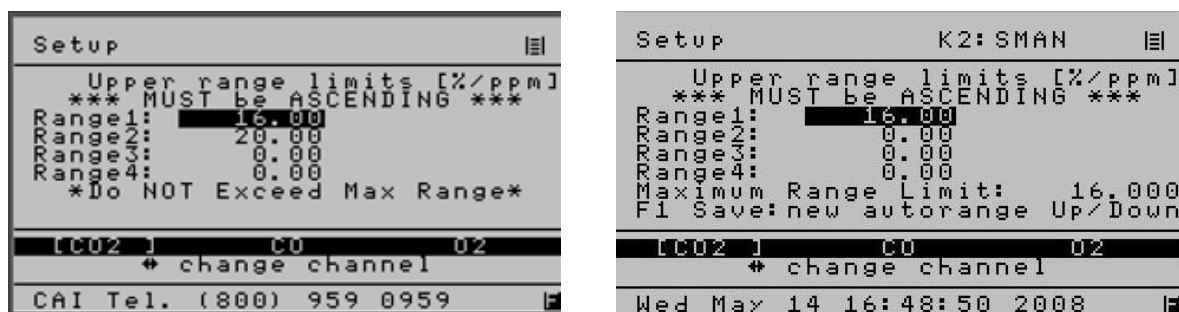 Setup
Upper range limits [%/ppm]
*** MUST be ASCENDING ***
Range1: 16.00
Range2: 20.00
Range3: 0.00
Range4: 0.00
*Do NOT Exceed Max Range*
[CO2 ] CO O2
change channel
CAI Tel. (800) 959 0959
Setup K2:SMAN
Upper range limits [%/ppm]
*** MUST be ASCENDING ***
Range1: 16.00
Range2: 0.00
Range3: 0.00
Range4: 0.00
Maximum Range Limit: 16.000
F1 Save:new autorange Up/Down
[CO2 ] CO O2
change channel
Wed May 14 16:48:50 2008